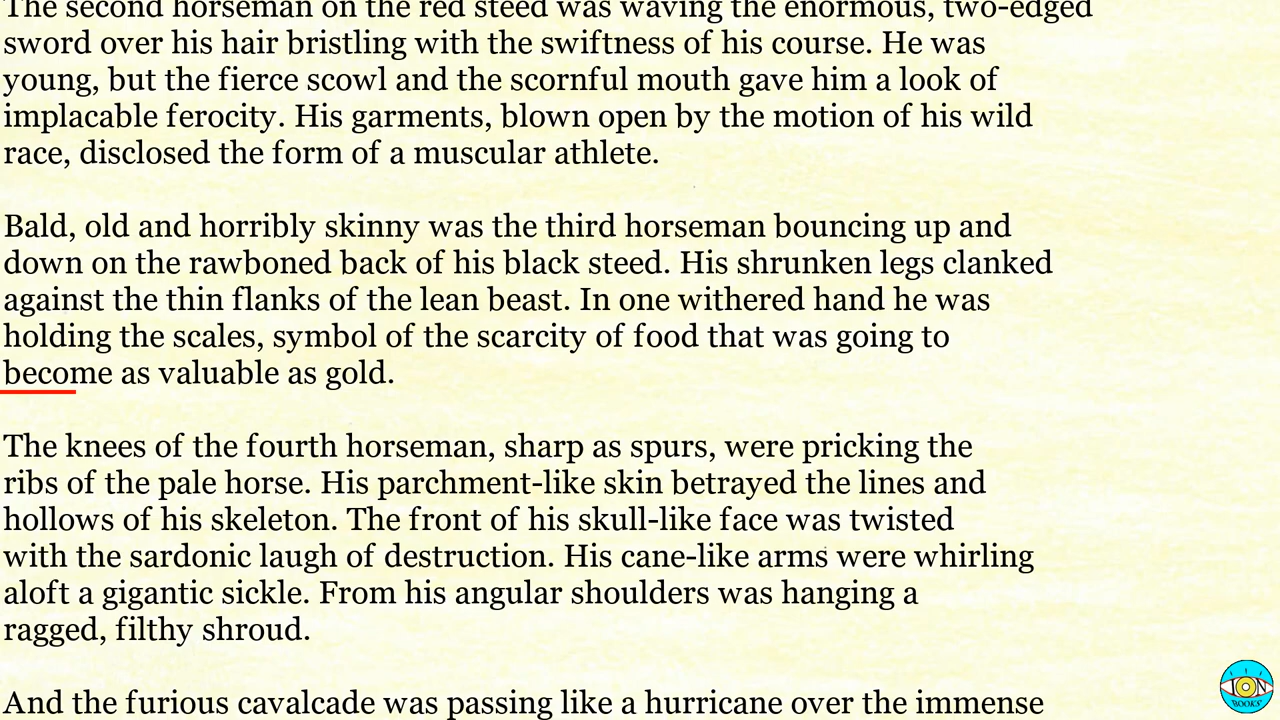 The second horseman on the red steed was waving the enormous, two-edged
sword over his hair bristling with the swiftness of his course. He was
young, but the fierce scowl and the scornful mouth gave him a look of
implacable ferocity. His garments, blown open by the motion of his wild
race, disclosed the form of a muscular athlete.
Bald, old and horribly skinny was the third horseman bouncing up and
down on the rawboned back of his black steed. His shrunken legs clanked
against the thin flanks of the lean beast. In one withered hand he was
holding the scales, symbol of the scarcity of food that was going to
become as valuable as gold.
The knees of the fourth horseman, sharp as spurs, were pricking the
ribs of the pale horse. His parchment-like skin betrayed the lines and
hollows of his skeleton. The front of his skull-like face was twisted
with the sardonic laugh of destruction. His cane-like arms were whirling
aloft a gigantic sickle. From his angular shoulders was hanging a
ragged, filthy shroud.
And the furious cavalcade was passing like a hurricane over the immense
ION
BOOKS